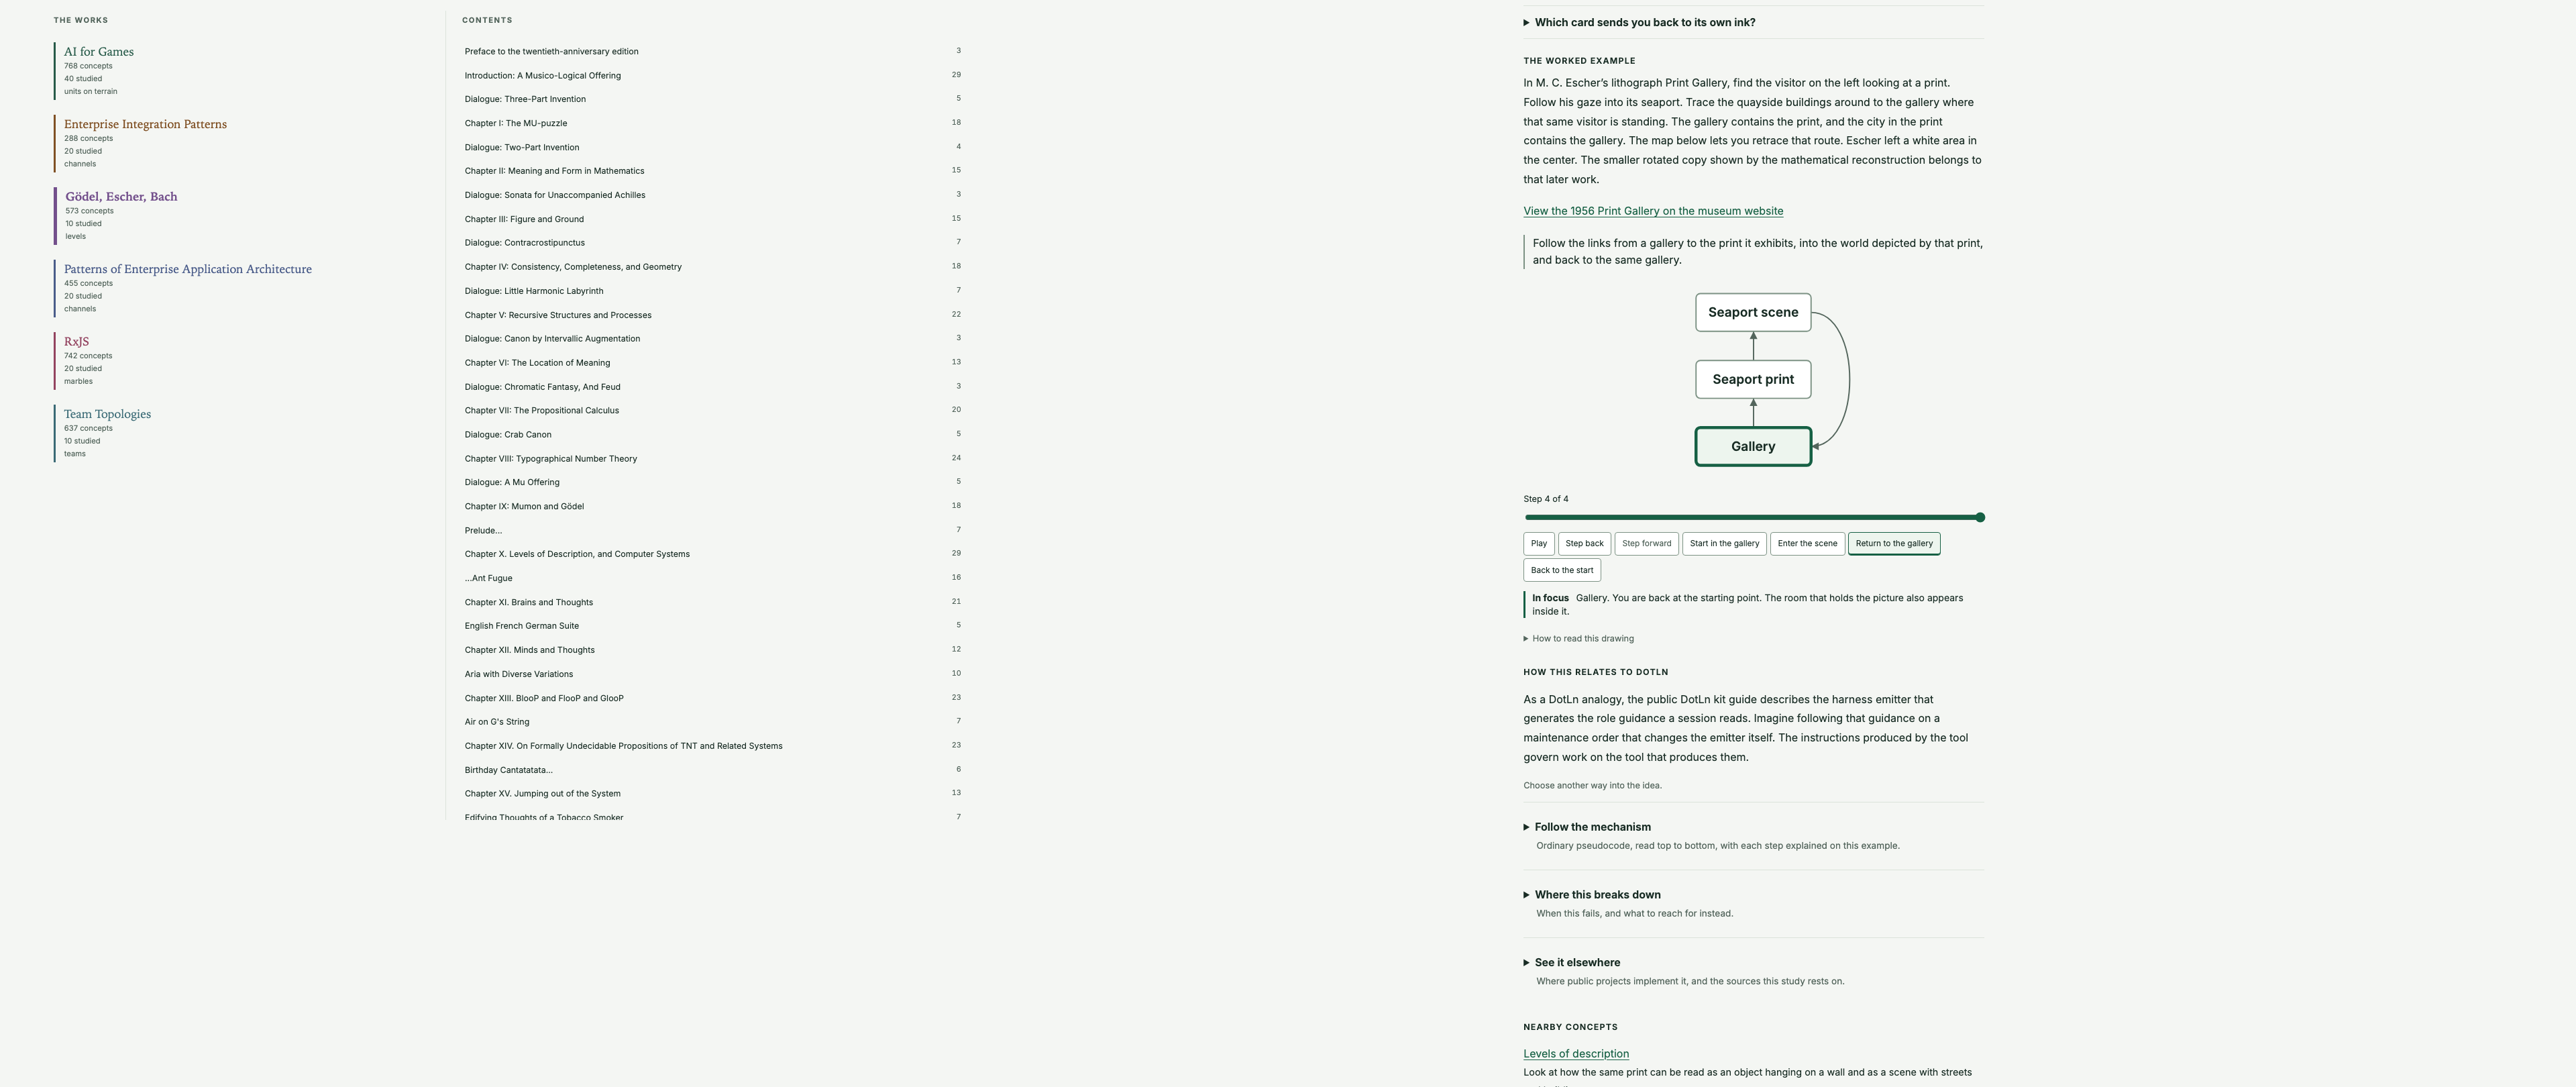 THE WORKS
AI for Games
768 concepts
40 studied
units on terrain
Enterprise Integration Patterns
288 concepts
20 studied
channels
Gödel, Escher, Bach
573 concepts
10 studied
levels
Patterns of Enterprise Application Architecture
455 concepts
20 studied
channels
RxJS
742 concepts
20 studied
marbles
Team Topologies
637 concepts
10 studied
teams
CONTENTS
Preface to the twentieth-anniversary edition 3
Introduction: A Musico-Logical Offering 29
Dialogue: Three-Part Invention 5
Chapter I: The MU-puzzle 18
Dialogue: Two-Part Invention 4
Chapter II: Meaning and Form in Mathematics 15
Dialogue: Sonata for Unaccompanied Achilles 3
Chapter III: Figure and Ground 15
Dialogue: Contracrostipunctus 7
Chapter IV: Consistency, Completeness, and Geometry 18
Dialogue: Little Harmonic Labyrinth 7
Chapter V: Recursive Structures and Processes 22
Dialogue: Canon by Intervallic Augmentation 3
Chapter VI: The Location of Meaning 13
Dialogue: Chromatic Fantasy, And Feud 3
Chapter VII: The Propositional Calculus 20
Dialogue: Crab Canon 5
Chapter VIII: Typographical Number Theory 24
Dialogue: A Mu Offering 5
Chapter IX: Mumon and Gödel 18
Prelude... 7
Chapter X. Levels of Description, and Computer Systems 29
...Ant Fugue 16
Chapter XI. Brains and Thoughts 21
English French German Suite 5
Chapter XII. Minds and Thoughts 12
Aria with Diverse Variations 10
Chapter XIII. BlooP and FlooP and GlooP 23
Air on G's String 7
Chapter XIV. On Formally Undecidable Propositions of TNT and Related Systems 23
Birthday Cantatatata... 6
Chapter XV. Jumping out of the System 13
Edifying Thoughts of a Tobacco Smoker 7
Which card sends you back to its own ink?
THE WORKED EXAMPLE
In M. C. Escher’s lithograph Print Gallery, find the visitor on the left looking at a print.
Follow his gaze into its seaport. Trace the quayside buildings around to the gallery where
that same visitor is standing. The gallery contains the print, and the city in the print
contains the gallery. The map below lets you retrace that route. Escher left a white area in
the center. The smaller rotated copy shown by the mathematical reconstruction belongs to
that later work.
View the 1956 Print Gallery on the museum website
Follow the links from a gallery to the print it exhibits, into the world depicted by that print,
and back to the same gallery.
Seaport scene
Seaport print
Gallery
Step 4 of 4
Play Step back Step forward Start in the gallery Enter the scene Return to the gallery
Back to the start
In focus Gallery. You are back at the starting point. The room that holds the picture also appears
inside it.
How to read this drawing
HOW THIS RELATES TO DOTLN
As a DotLn analogy, the public DotLn kit guide describes the harness emitter that
generates the role guidance a session reads. Imagine following that guidance on a
maintenance order that changes the emitter itself. The instructions produced by the tool
govern work on the tool that produces them.
Choose another way into the idea.
Follow the mechanism
Ordinary pseudocode, read top to bottom, with each step explained on this example.
Where this breaks down
When this fails, and what to reach for instead.
See it elsewhere
Where public projects implement it, and the sources this study rests on.
NEARBY CONCEPTS
Levels of description
Look at how the same print can be read as an object hanging on a wall and as a scene with streets